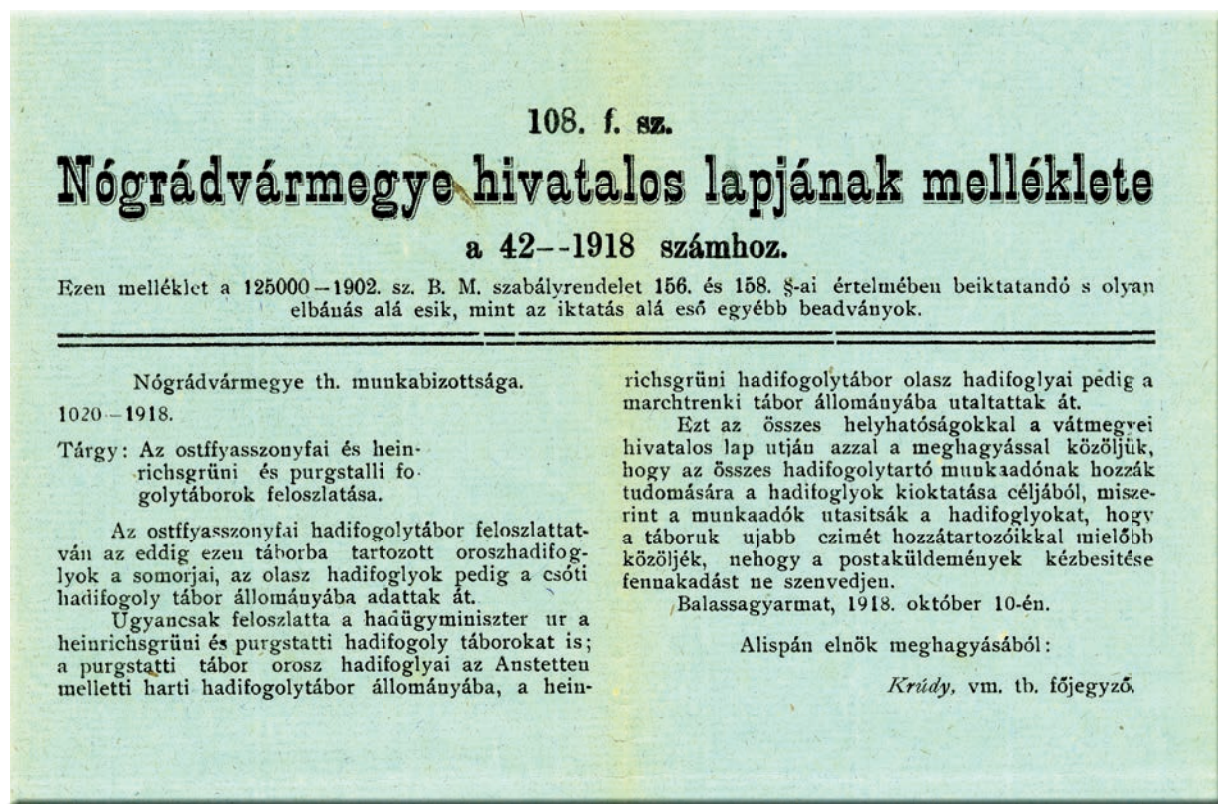 108. f. sz.
Nógrádvármegye hivatalos lapjának melléklete
a 42--1918 számhoz.
Ezen melléklet a 125000–1902. sz. B. M. szabályrendelet 156. és 158. §-ai értelmében beiktatandó s olyan
elbánás alá esik, mint az iktatás alá eső egyébb beadványok.
Nógrádvármegye th. munkabizottsága.
1020–1918.
Tárgy: Az ostffyasszonyfai és hein-
richsgrüni és purgstalli fo-
golytáborok feloszlatása.
Az ostffyasszonyfai hadifogolytábor feloszlattat-
ván az eddig ezen táborba tartozott oroszhadifog-
lyok a somorjai, az olasz hadifoglyok pedig a csóti
hadifogoly tábor állományába adattak át.
Ugyancsak feloszlatta a hadügyminiszter ur a
heinrichsgrüni és purgstatti hadifogoly táborokat is;
a purgstatti tábor orosz hadifoglyai az Anstetten
melletti harti hadifogolytábor állományába, a hein-
richsgrüni hadifogolytábor olasz hadifoglyai pedig a
marchtrenki tábor állományába utaltattak át.
Ezt az összes helyhatóságokkal a vátmegyei
hivatalos lap utján azzal a meghagyással közöljük,
hogy az összes hadifogolytartó munkaadónak hozzák
tudomására a hadifoglyok kioktatása céljából, misze-
rint a munkaadók utasitsák a hadifoglyokat, hogy
a táboruk ujabb czimét hozzátartozóikkal mielőbb
közöljék, nehogy a postaküldemények kézbesitése
fennakadást ne szenvedjen.
Balassagyarmat, 1918. október 10-én.
Alispán elnök meghagyásából:
Krúdy, vm. tb. főjegyző.